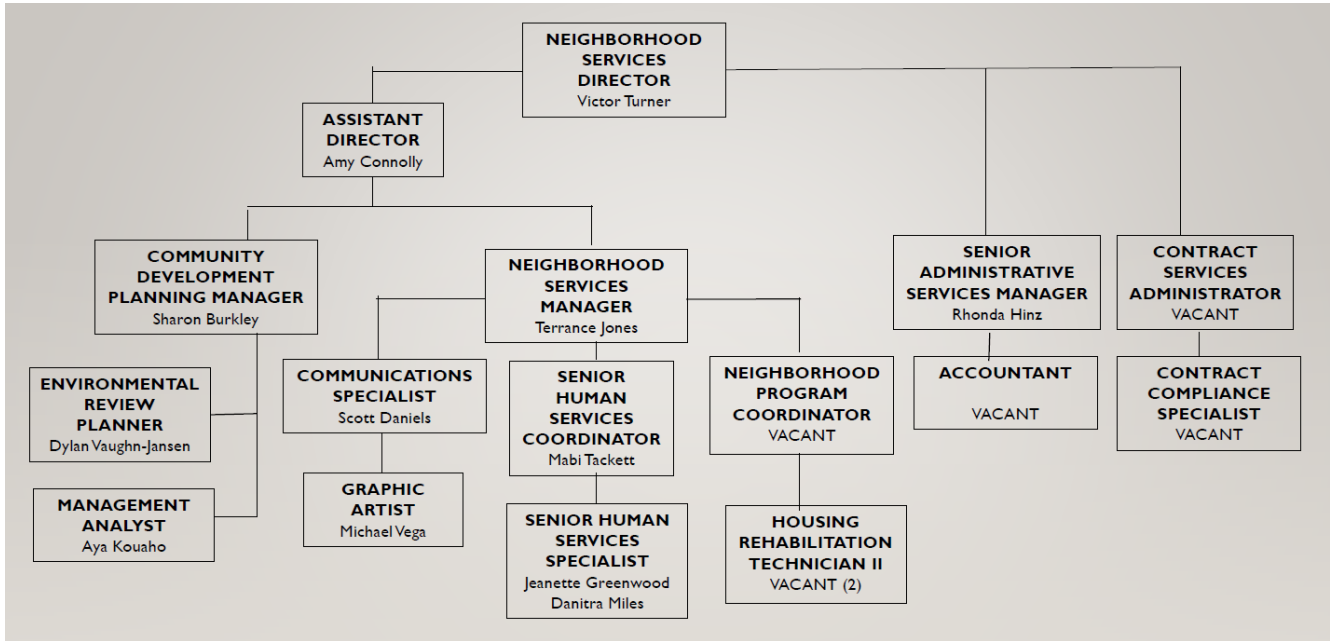 NEIGHBORHOOD
SERVICES
DIRECTOR
Victor Turner
ASSISTANT
DIRECTOR
Amy Connolly
COMMUNITY
DEVELOPMENT
PLANNING MANAGER
Sharon Burkley
NEIGHBORHOOD
SERVICES
MANAGER
Terrance Jones
SENIOR
ADMINISTRATIVE
SERVICES MANAGER
Rhonda Hinz
CONTRACT
SERVICES
ADMINISTRATOR
VACANT
ENVIRONMENTAL
REVIEW
PLANNER
Dylan Vaughn-Jansen
COMMUNICATIONS
SPECIALIST
Scott Daniels
SENIOR
HUMAN
SERVICES
COORDINATOR
Mabi Tackett
NEIGHBORHOOD
PROGRAM
COORDINATOR
VACANT
ACCOUNTANT
VACANT
CONTRACT
COMPLIANCE
SPECIALIST
VACANT
MANAGEMENT
ANALYST
Aya Kouaho
GRAPHIC
ARTIST
Michael Vega
SENIOR HUMAN
SERVICES
SPECIALIST
Jeanette Greenwood
Danitra Miles
HOUSING
REHABILITATION
TECHNICIAN II
VACANT (2)